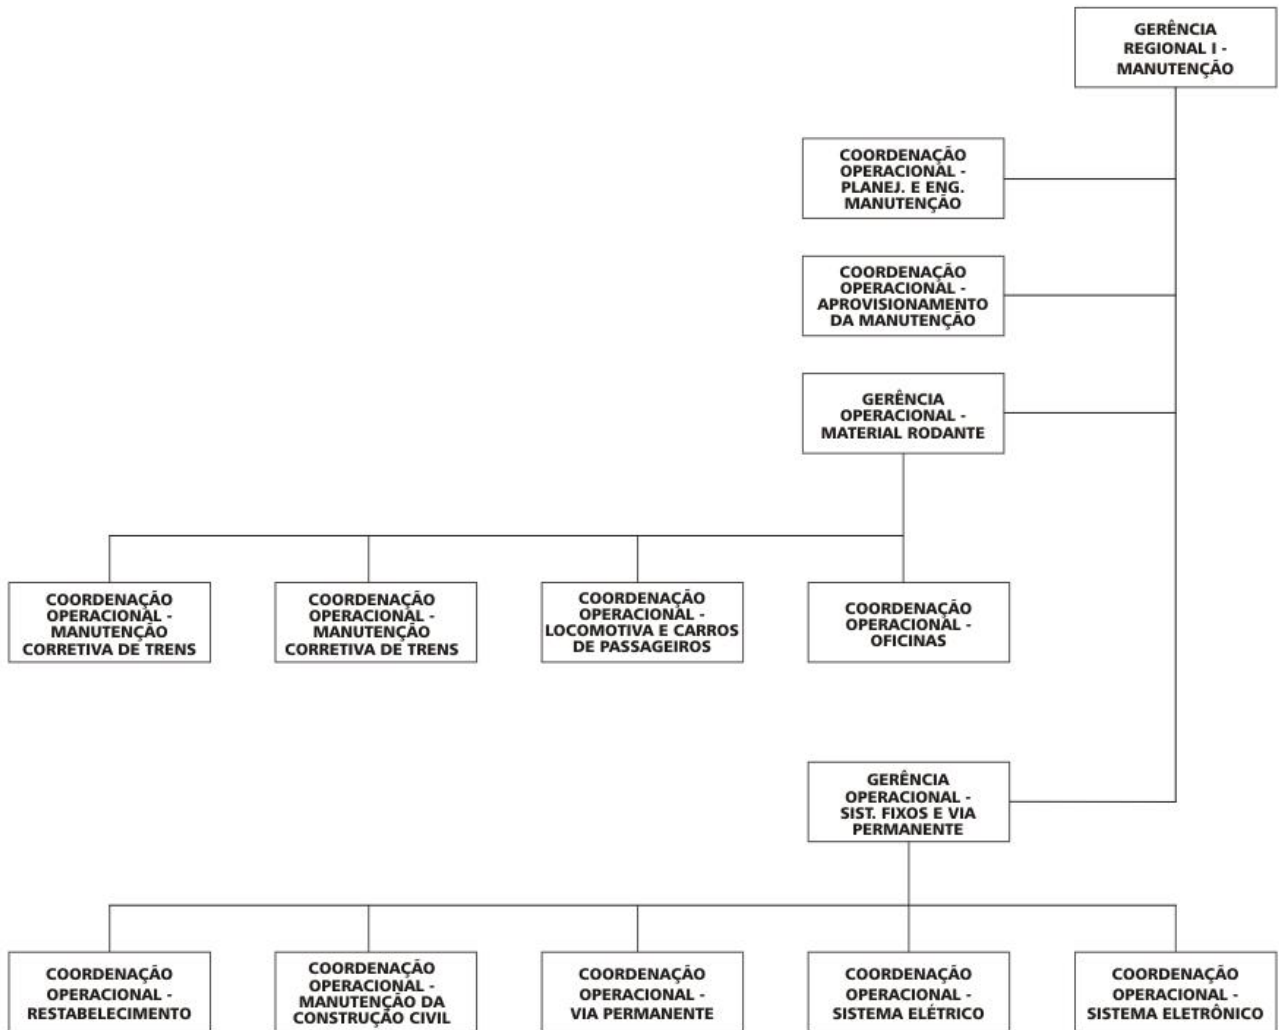 GERÊNCIA
REGIONAL I -
MANUTENÇÃO
COORDENAÇÃO
OPERACIONAL -
PLANEJ. E ENG.
MANUTENÇÃO
COORDENAÇÃO
OPERACIONAL -
APROVISIONAMENTO
DA MANUTENÇÃO
GERÊNCIA
OPERACIONAL -
MATERIAL RODANTE
COORDENAÇÃO
OPERACIONAL -
MANUTENÇÃO
CORRETIVA DE TRENS
COORDENAÇÃO
OPERACIONAL -
MANUTENÇÃO
CORRETIVA DE TRENS
COORDENAÇÃO
OPERACIONAL -
LOCOMOTIVA E CARROS
DE PASSAGEIROS
COORDENAÇÃO
OPERACIONAL -
OFICINAS
GERÊNCIA
OPERACIONAL -
SIST. FIXOS E VIA
PERMANENTE
COORDENAÇÃO
OPERACIONAL -
RESTABELECIMENTO
COORDENAÇÃO
OPERACIONAL -
MANUTENÇÃO DA
CONSTRUÇÃO CIVIL
COORDENAÇÃO
OPERACIONAL -
VIA PERMANENTE
COORDENAÇÃO
OPERACIONAL -
SISTEMA ELÉTRICO
COORDENAÇÃO
OPERACIONAL -
SISTEMA ELETRÔNICO